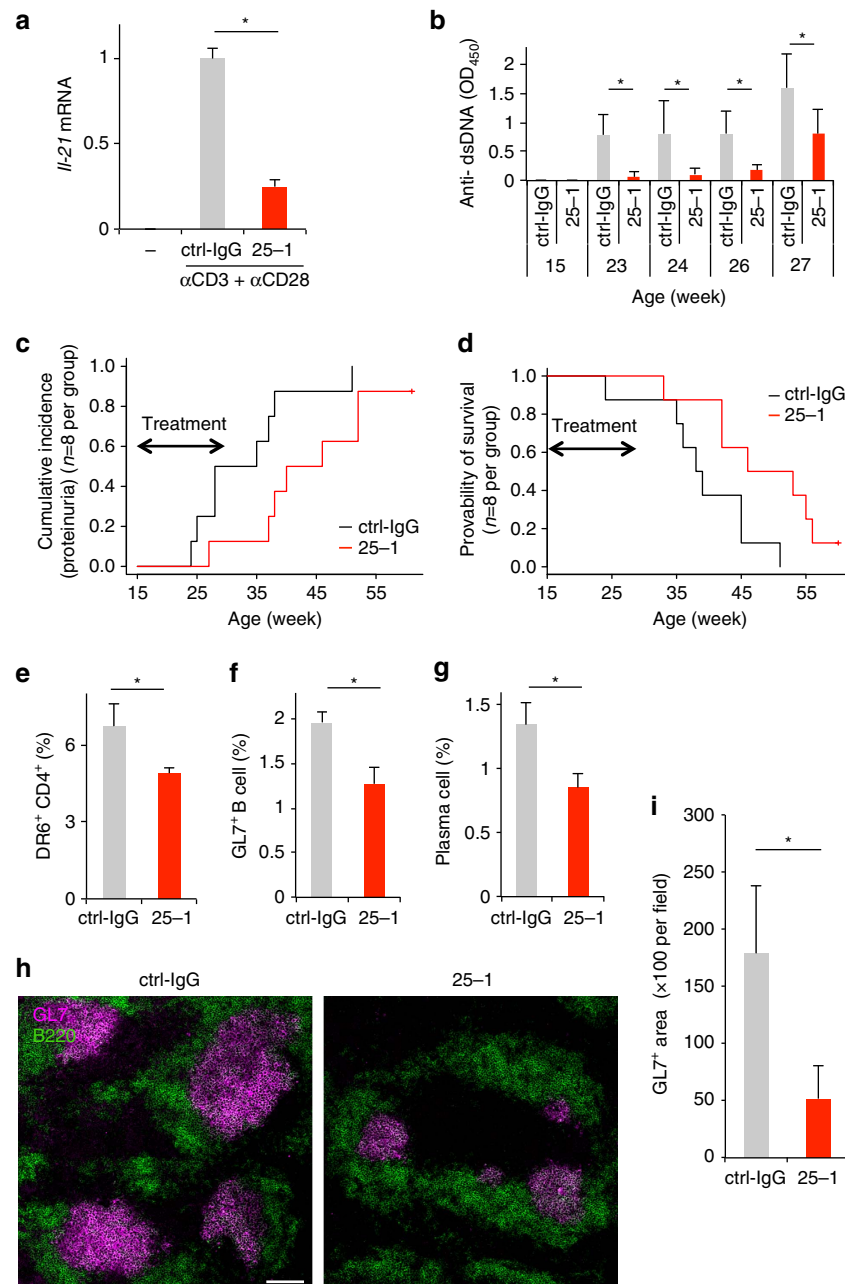 a
*
1
0.5
0
Il-21 mRNA
–
ctrl-IgG
25–1
αCD3 + αCD28
b
Anti- dsDNA (OD450)
2
1.5
1
0.5
0
*
*
*
*
ctrl-IgG
25–1
ctrl-IgG
25–1
ctrl-IgG
25–1
ctrl-IgG
25–1
ctrl-IgG
25–1
15
23
24
26
27
Age (week)
c
Cumulative incidence
(proteinuria) (n=8 per group)
1.0
0.8
0.6
0.4
0.2
0.0
Treatment
ctrl-IgG
25–1
15
25
35
45
55
Age (week)
d
Provability of survival
(n=8 per group)
1.0
0.8
0.6
0.4
0.2
0.0
Treatment
ctrl-IgG
25–1
15
25
35
45
55
Age (week)
e
*
DR6+ CD4+ (%)
6
3
0
ctrl-IgG
25–1
f
*
GL7+ B cell (%)
2
1.5
1
0.5
0
ctrl-IgG
25–1
g
*
Plasma cell (%)
1.5
1
0.5
0
ctrl-IgG
25–1
h
ctrl-IgG
25–1
GL7
B220
i
*
GL7+ area (×100 per field)
300
250
200
150
100
50
0
ctrl-IgG
25–1